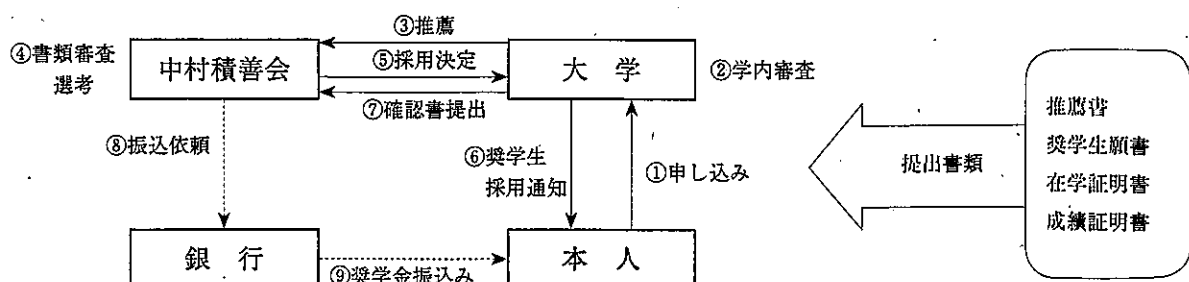 ③推薦
④書類審査
選考
中村積善会
⑤採用決定
大 学
②学内審査
⑦確認書提出
⑧振込依頼
⑥奨学生
採用通知
①申し込み
提出書類
推薦書
奨学生願書
在学証明書
成績証明書
銀 行
⑨奨学金振込み
本 人